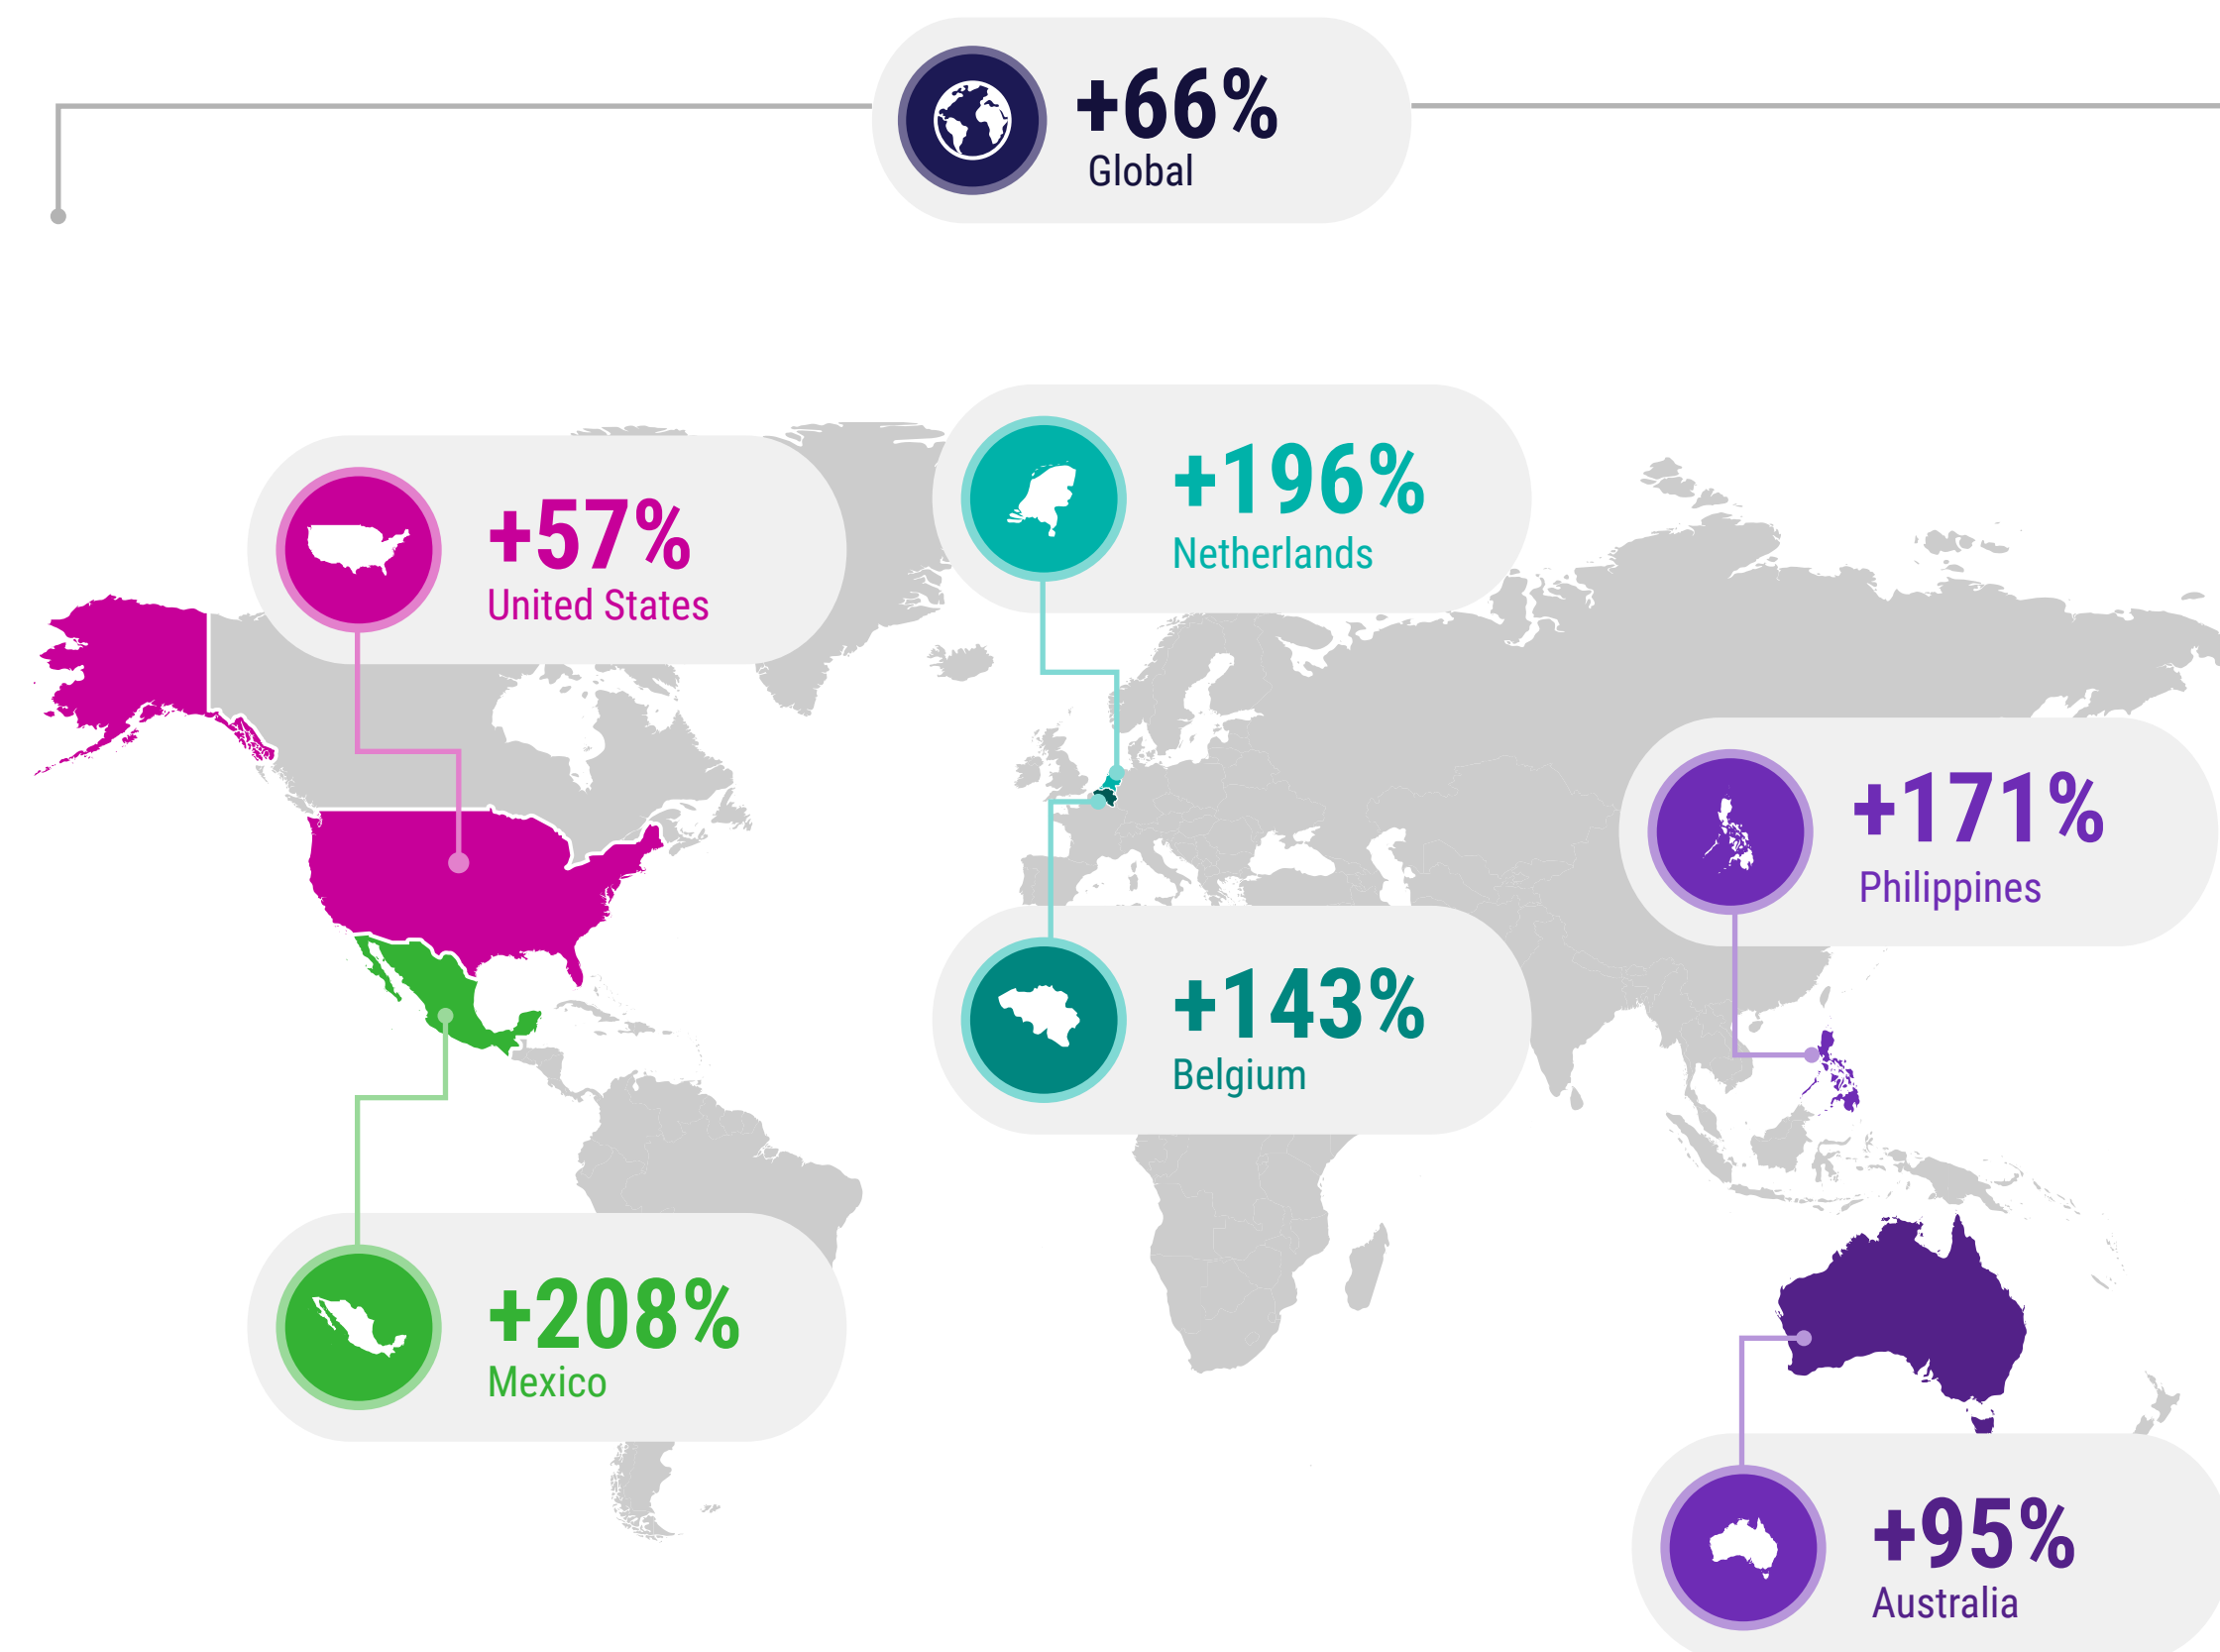 +66%
Global
+196%
Netherlands
+57%
United States
+171%
Philippines
+143%
Belgium
+208%
Mexico
+95%
Australia